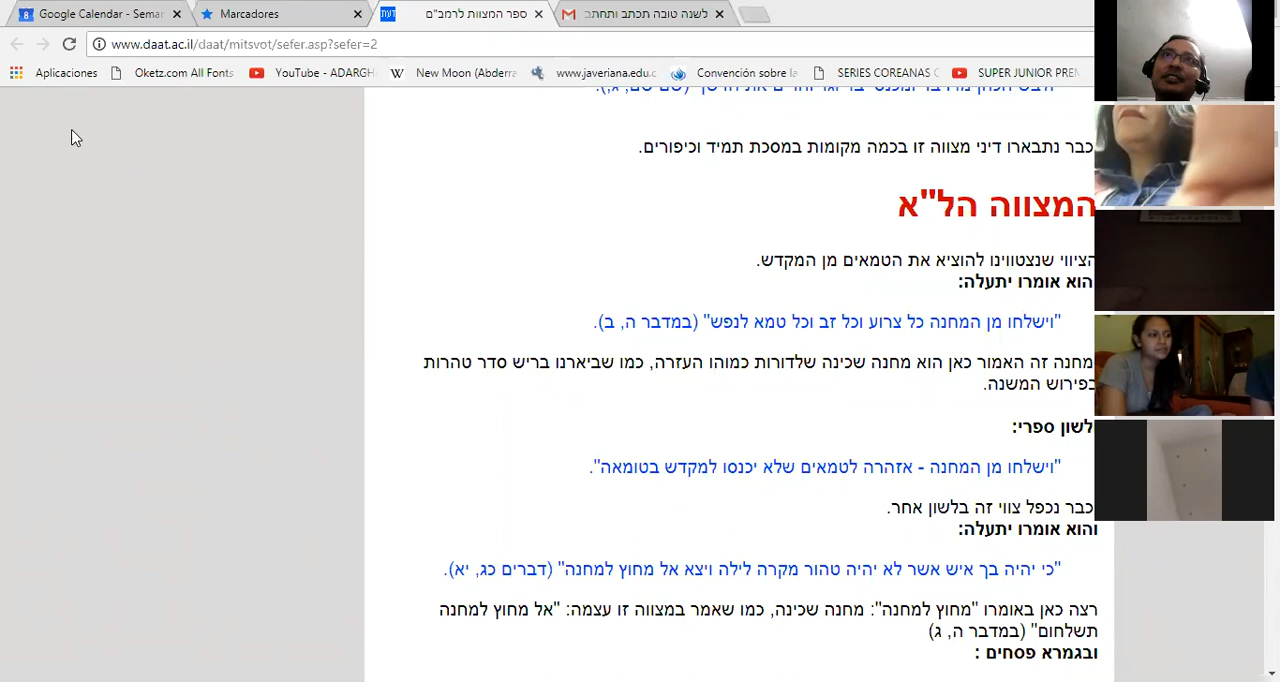 Google Calendar - Semar
Marcadores
ספר המצוות לרמב"ם
לשנה טובה תכתב ותחתב
www.daat.ac.il/daat/mitsvot/sefer.asp?sefer=2
Aplicaciones
Oketz.com All Fonts
YouTube - ADARGH
New Moon (Abderra
www.javeriana.edu.c
Convención sobre la
SERIES COREANAS C
SUPER JUNIOR PREN
כבר נתבארו דיני מצווה זו בכמה מקומות במסכת תמיד וכיפורים.
המצווה הל"א
הציווי שנצטווינו להוציא את הטמאים מן המקדש.
הוא אומרו יתעלה:
"וישלחו מן המחנה כל צרוע וכל זב וכל טמא לנפש" (במדבר ה, ב).
מחנה זה האמור כאן הוא מחנה שכינה שלדורות כמוהו העזרה, כמו שביארנו בריש סדר טהרות
בפירוש המשנה.
לשון ספרי:
"וישלחו מן המחנה - אזהרה לטמאים שלא יכנסו למקדש בטומאה".
כבר נכפל צווי זה בלשון אחר.
והוא אומרו יתעלה:
"כי יהיה בך איש אשר לא יהיה טהור מקרה לילה ויצא אל מחוץ למחנה" (דברים כג, יא).
רצה כאן באומרו "מחוץ למחנה": מחנה שכינה, כמו שאמר במצווה זו עצמה: "אל מחוץ למחנה
תשלחום" (במדבר ה, ג)
ובגמרא פסחים :